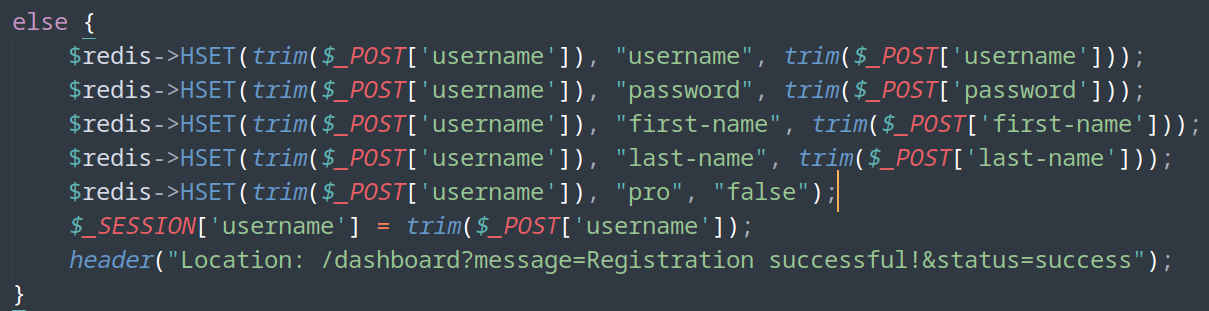 else {
$redis->HSET(trim($_POST['username']), "username", trim($_POST['username']));
$redis->HSET(trim($_POST['username']), "password", trim($_POST['password']));
$redis->HSET(trim($_POST['username']), "first-name", trim($_POST['first-name']));
$redis->HSET(trim($_POST['username']), "last-name", trim($_POST['last-name']));
$redis->HSET(trim($_POST['username']), "pro", "false");
$_SESSION['username'] = trim($_POST['username']);
header("Location: /dashboard?message=Registration successful!&status=success");
}